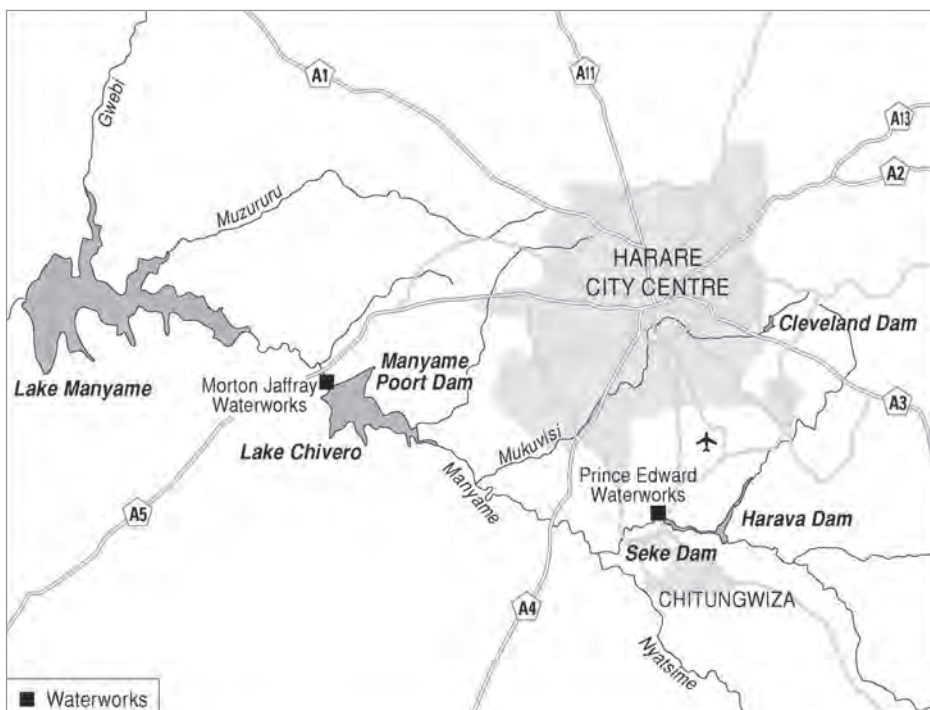 Gwebi
A1
A11
A13
A2
Muzururu
HARARE
CITY CENTRE
Cleveland Dam
Lake Manyame
Morton Jaffray
Waterworks
Manyame
Poort Dam
A3
Lake Chivero
Mukuvisi
Manyame
Prince Edward
Waterworks
A5
Harava Dam
Seke Dam
CHITUNGWIZA
A4
Nyatsime
Waterworks